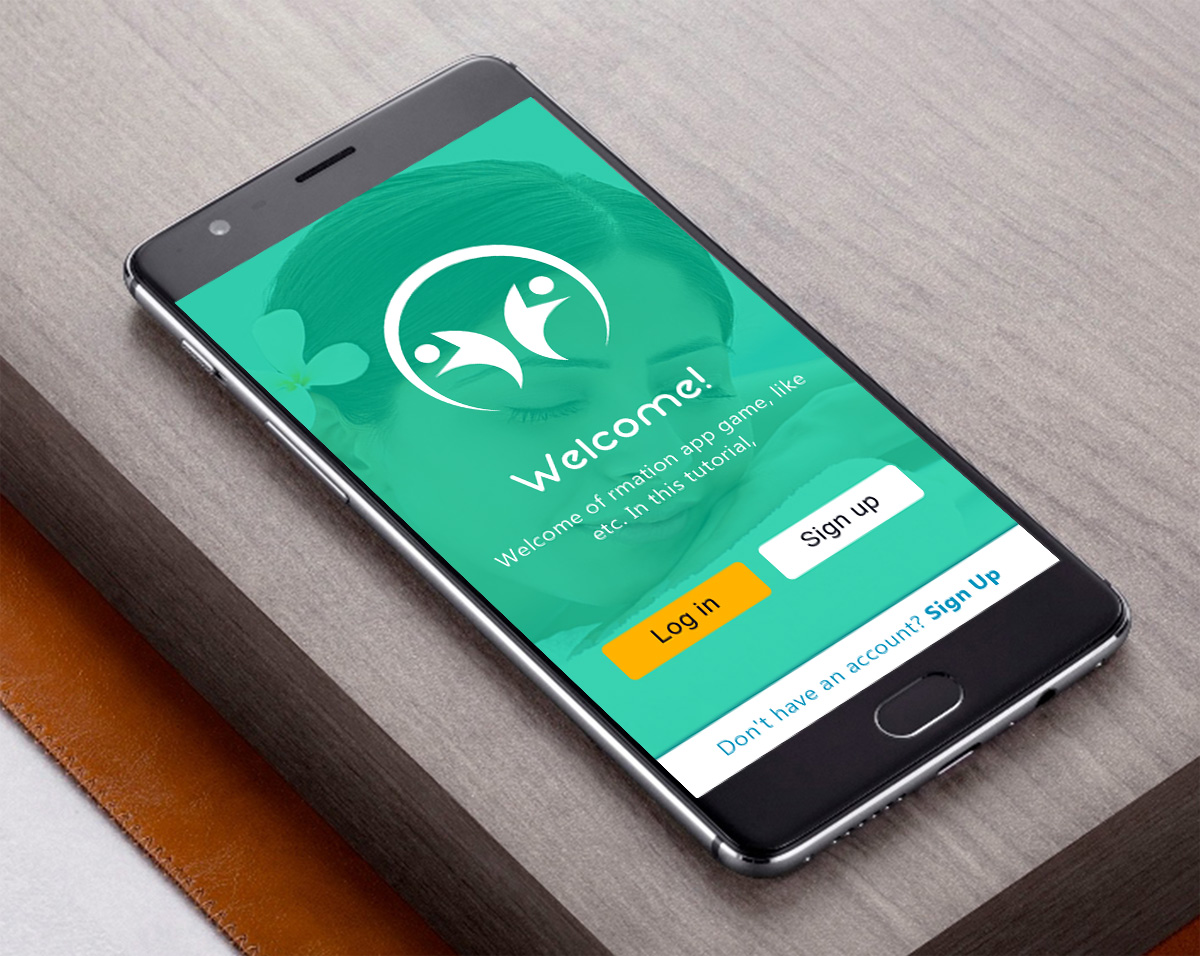 Welcome!
Welcome of rmation app game, like
etc. In this tutorial,
Log in
Sign up
Don't have an account? Sign Up